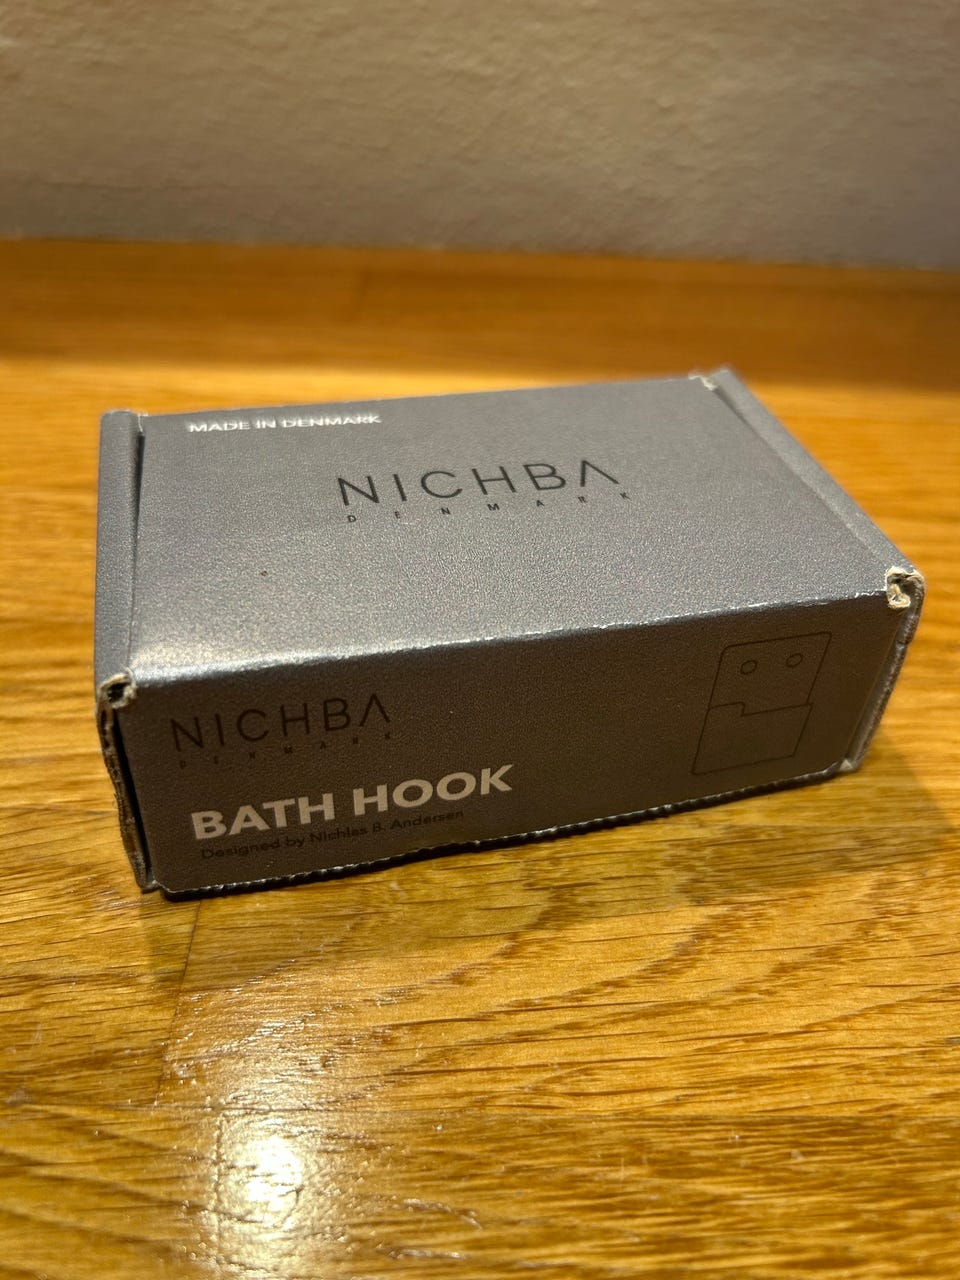 MADE IN DENMARK
NICHBA
DENMARK
NICHBA
DENMARK
BATH HOOK
Designed by Nichlas B. Andersen